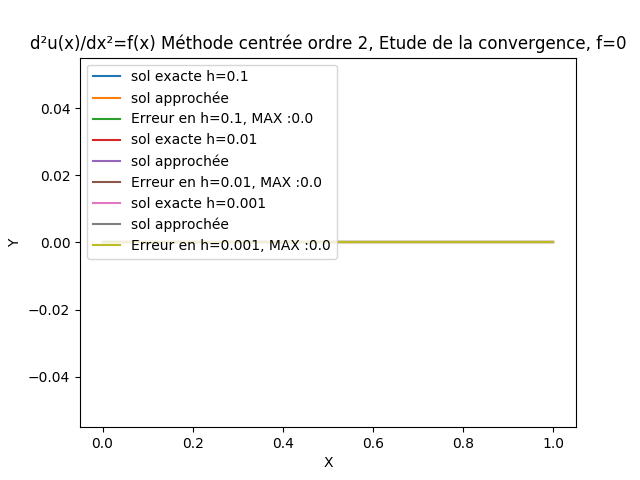 d²u(x)/dx²=f(x) Méthode centrée ordre 2, Etude de la convergence, f=0
sol exacte h=0.1
sol approchée
Erreur en h=0.1, MAX :0.0
sol exacte h=0.01
sol approchée
Erreur en h=0.01, MAX :0.0
sol exacte h=0.001
sol approchée
Erreur en h=0.001, MAX :0.0
0.04
0.02
0.00
−0.02
−0.04
Y
0.0 0.2 0.4 0.6 0.8 1.0
X